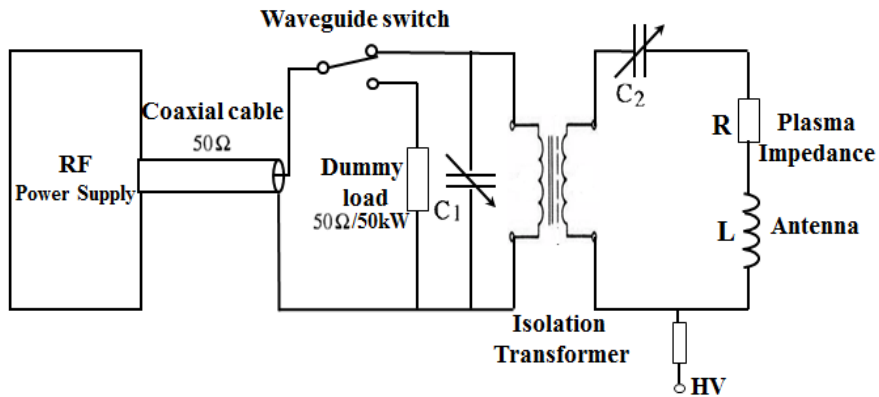 Waveguide switch
Coaxial cable
50Ω
RF
Power Supply
Dummy
load
50Ω/50kW
C1
C2
R
Plasma
Impedance
L
Antenna
Isolation
Transformer
HV